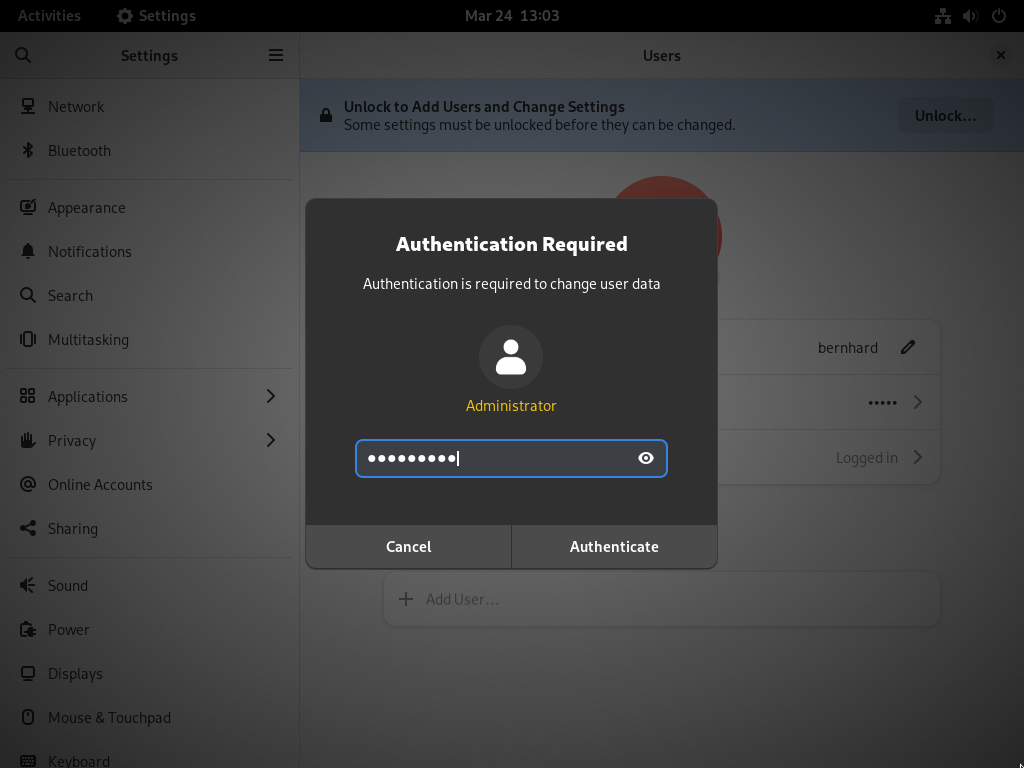 Activities
Settings
Mar 24 13:03
Settings
Users
Network
Bluetooth
Appearance
Notifications
Search
Multitasking
Applications
Privacy
Online Accounts
Sharing
Sound
Power
Displays
Mouse & Touchpad
Keyboard
Unlock to Add Users and Change Settings
Some settings must be unlocked before they can be changed.
Unlock...
Authentication Required
Authentication is required to change user data
Administrator
●●●●●●●●●
Cancel
Authenticate
bernhard
•••••
Logged in
Add User...